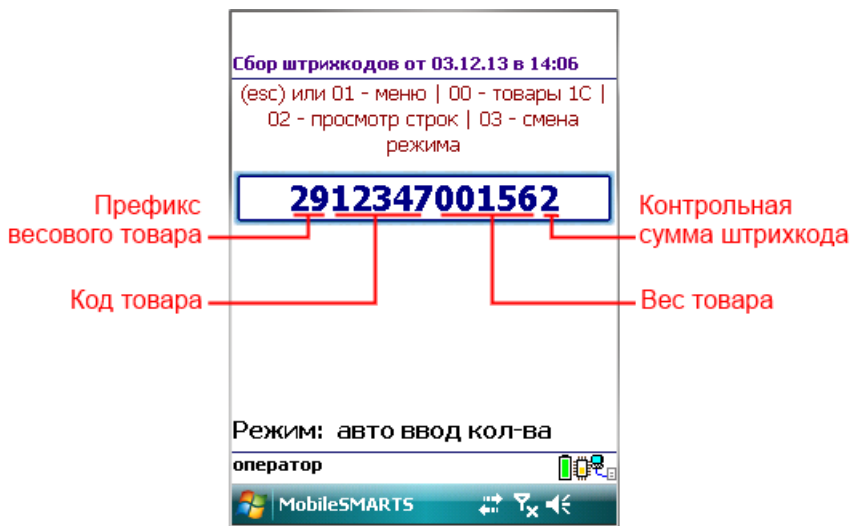 Сбор штрихкодов от 03.12.13 в 14:06
(esc) или 01 - меню | 00 - товары 1С |
02 - просмотр строк | 03 - смена
режима
2912347001562
Префикс
весового товара
Контрольная
сумма штрихкода
Код товара
Вес товара
Режим: авто ввод кол-ва
оператор
MobileSMARTS